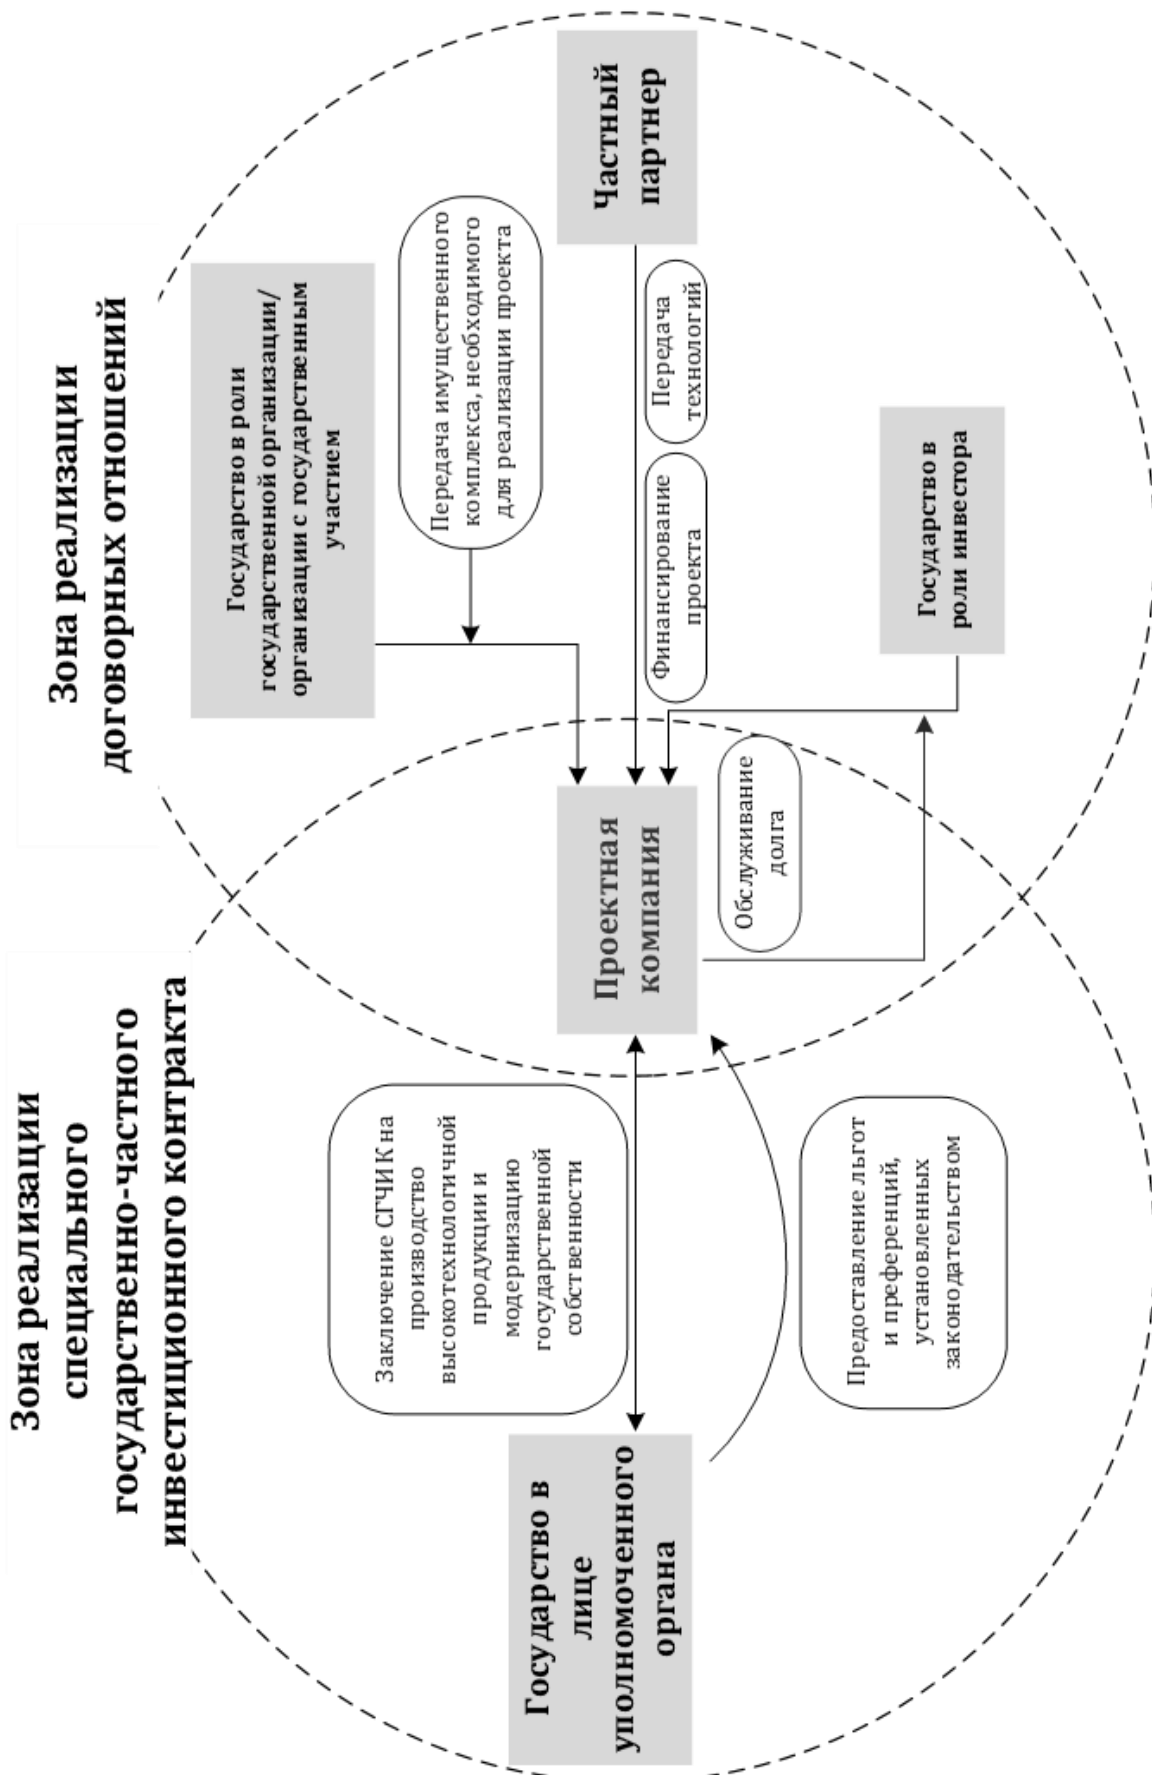 Зона реализации
специального
государственно-частного
инвестиционного контракта
Зона реализации
договорных отношений
Государство в
лице
уполномоченного
органа
Заключение СГЧИК на
производство
высокотехнологичной
продукции и
модернизацию
государственной
собственности
Предоставление льгот
и преференций,
установленных
законодательством
Проектная
компания
Обслуживание
долга
Государство в роли
государственной организации/
организации с государственным
участием
Передача имущественного
комплекса, необходимого
для реализации проекта
Финансирование
проекта
Передача
технологий
Частный
партнер
Государство в
роли инвестора